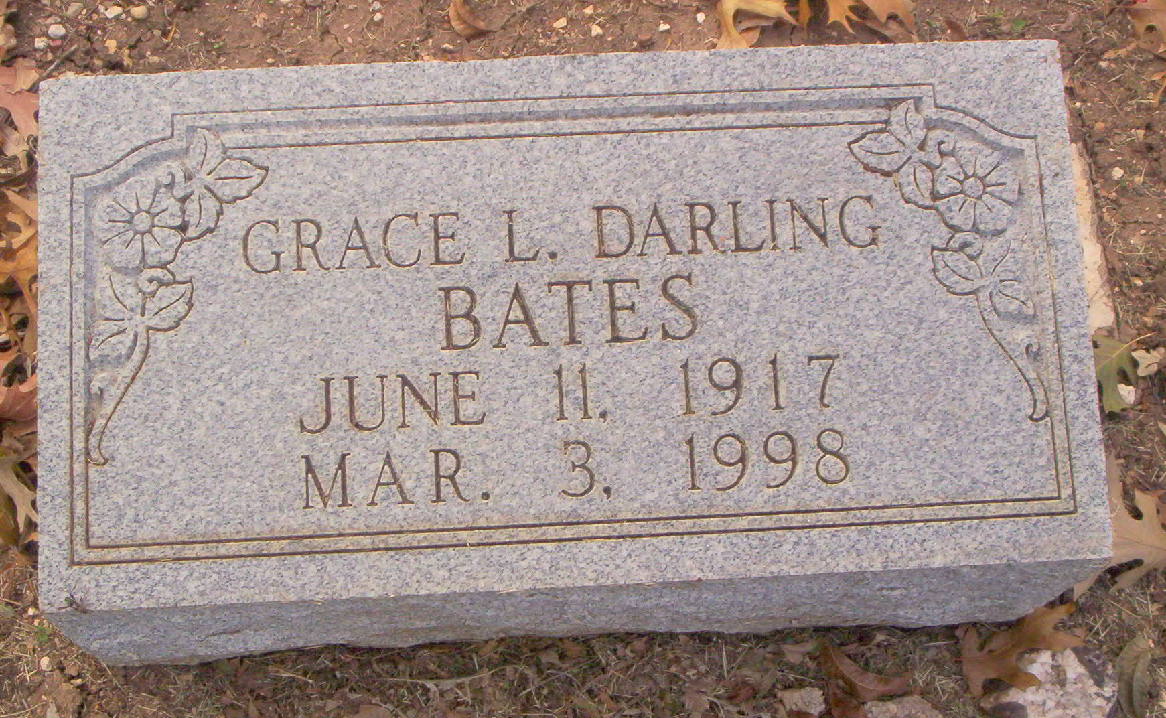 GRACE L. DARLING
BATES
JUNE 11, 1917
MAR. 3, 1998